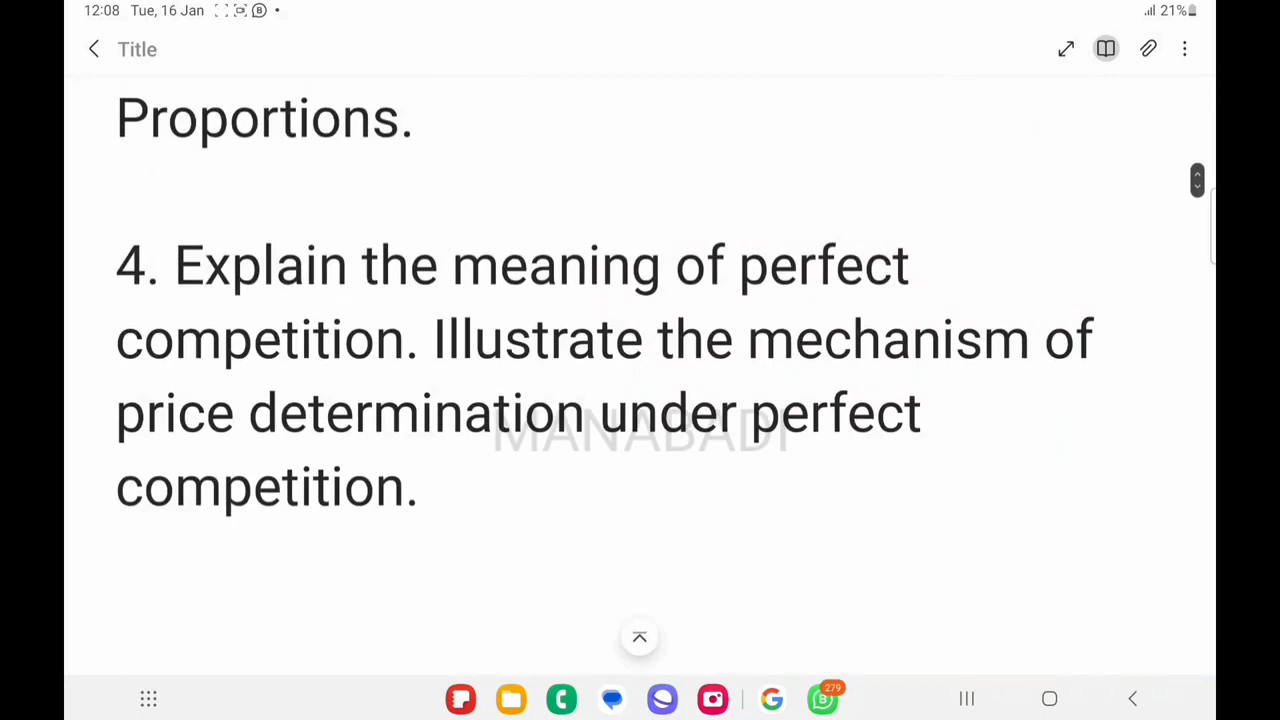 12:08 Tue, 16 Jan
21%
Title
Proportions.
4. Explain the meaning of perfect
competition. Illustrate the mechanism of
price determination under perfect
competition.
MANABADI
279